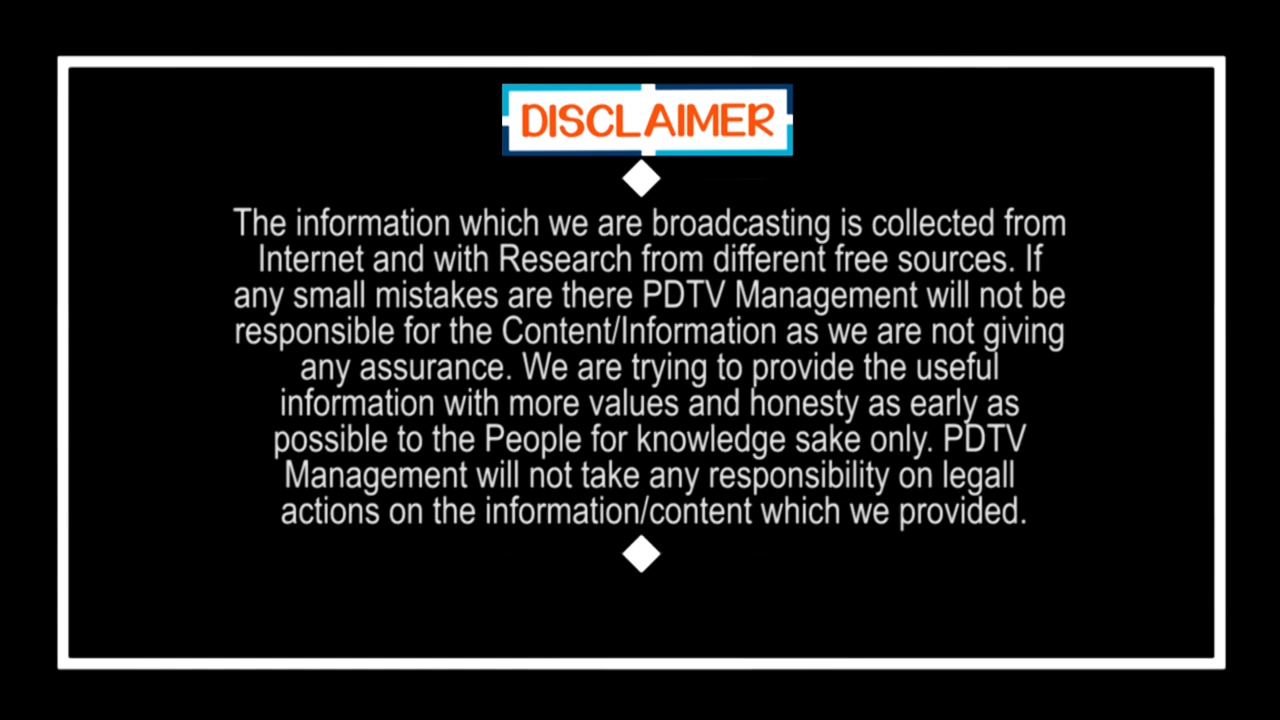 DISCLAIMER
The information which we are broadcasting is collected from
Internet and with Research from different free sources. If
any small mistakes are there PDTV Management will not be
responsible for the Content/Information as we are not giving
any assurance. We are trying to provide the useful
information with more values and honesty as early as
possible to the People for knowledge sake only. PDTV
Management will not take any responsibility on legall
actions on the information/content which we provided.